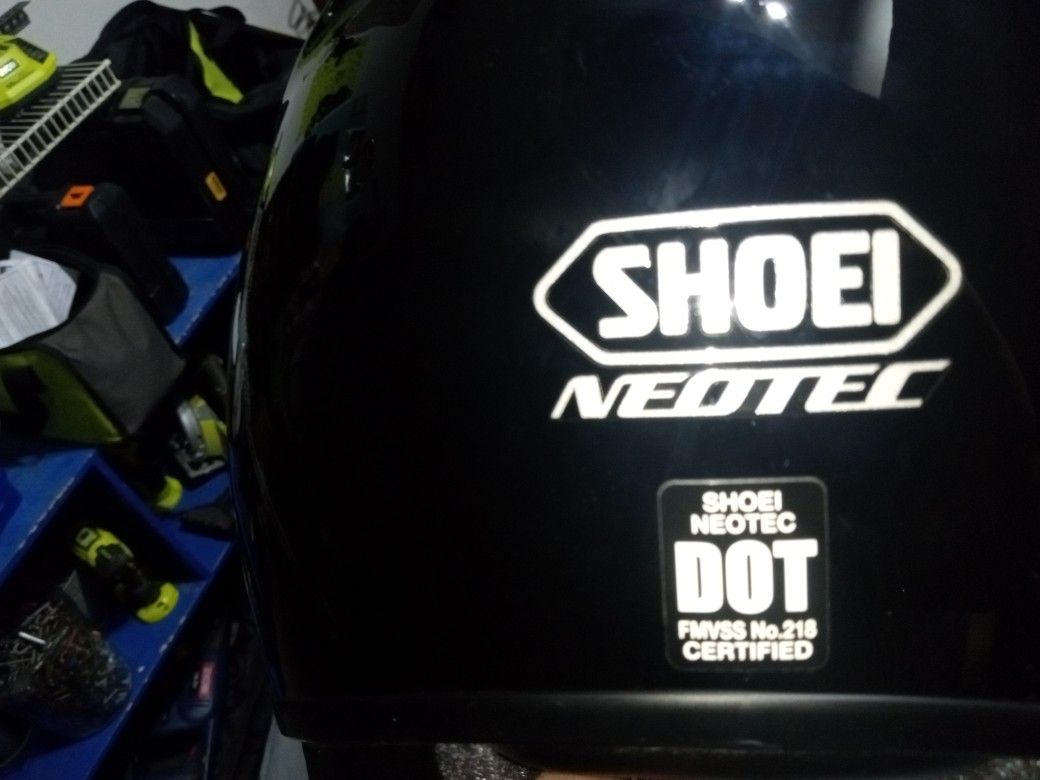 SHOEI
NEOTEC
SHOEI
NEOTEC
DOT
FMVSS No.218
CERTIFIED